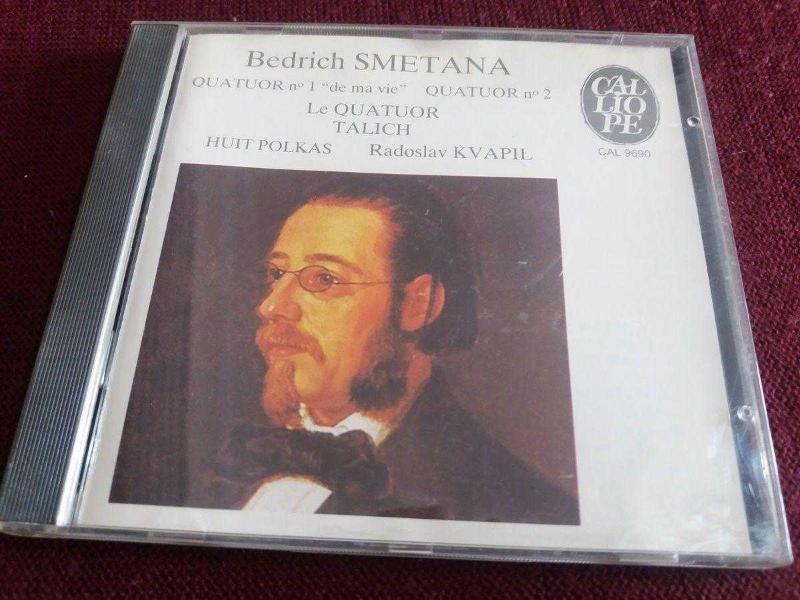 Bedrich SMETANA
QUATUOR nº 1 "de ma vie" QUATUOR nº 2
Le QUATUOR
TALICH
HUIT POLKAS Radoslav KVAPIL
CAL
LIO
PE
CAL 9690